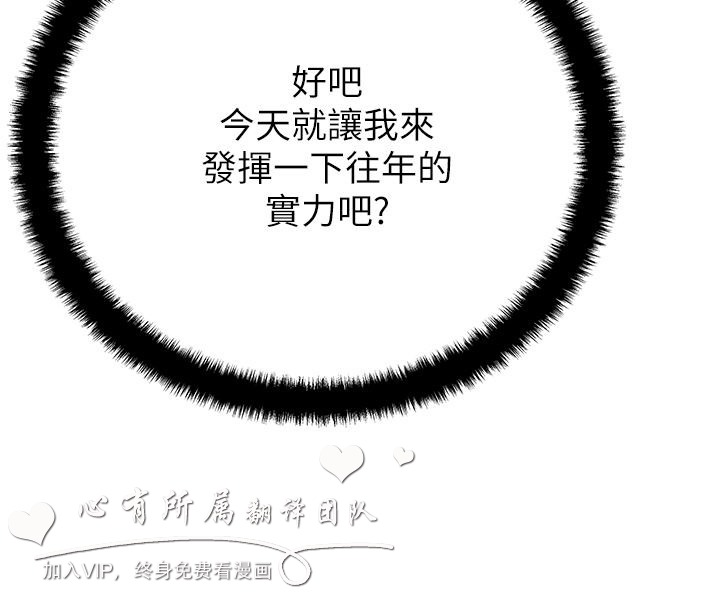 好吧
今天就讓我來
發揮一下往年的
實力吧?
心有所属翻译团队
加入VIP，终身免费看漫画